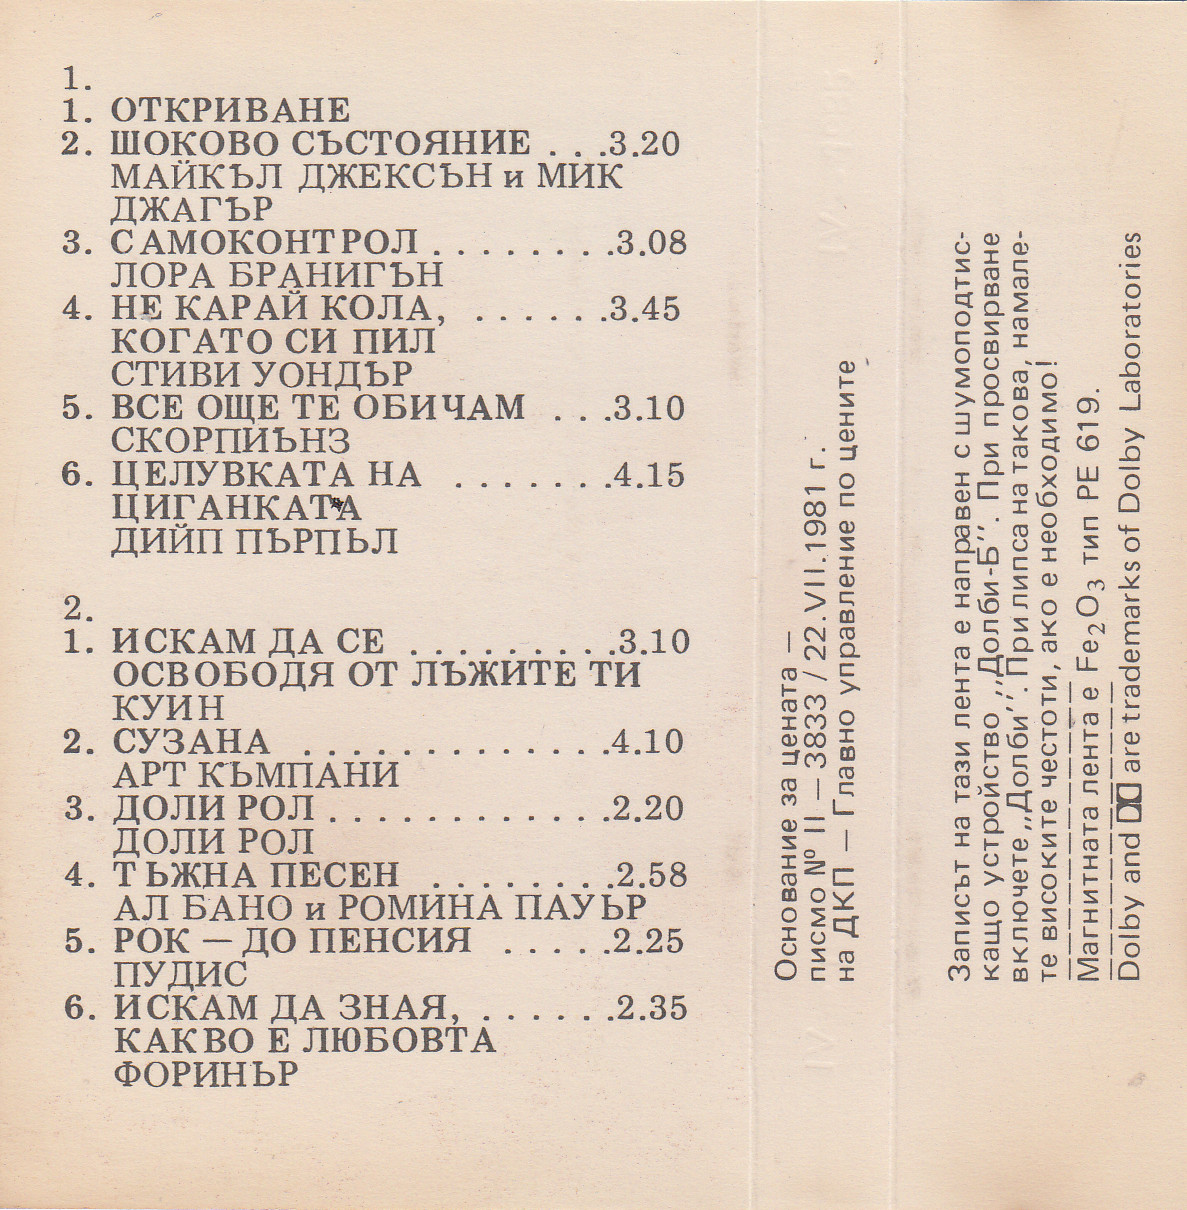 1.
1. ОТКРИВАНЕ
2. ШОКОВО СЪСТОЯНИЕ . . .3.20
МАЙКЪЛ ДЖЕКСЪН и МИК
ДЖАГЪР
3. САМОКОНТРОЛ . . . . . . . .3.08
ЛОРА БРАНИГЪН
4. НЕ КАРАЙ КОЛА, . . . . . .3.45
КОГАТО СИ ПИЛ
СТИВИ УОНДЪР
5. ВСЕ ОЩЕ ТЕ ОБИЧАМ . . .3.10
СКОРПИЪНЗ
6. ЦЕЛУВКАТА НА . . . . . . .4.15
ЦИГАНКАТА
ДИЙП ПЪРПЪЛ
2.
1. ИСКАМ ДА СЕ . . . . . . . . .3.10
ОСВОБОДЯ ОТ ЛЪЖИТЕ ТИ
КУИН
2. СУЗАНА . . . . . . . . . . . . .4.10
АРТ КЪМПАНИ
3. ДОЛИ РОЛ . . . . . . . . . . . .2.20
ДОЛИ РОЛ
4. ТЪЖНА ПЕСЕН . . . . . . . .2.58
АЛ БАНО и РОМИНА ПАУЪР
5. РОК — ДО ПЕНСИЯ . . . . .2.25
ПУДИС
6. ИСКАМ ДА ЗНАЯ, . . . . . .2.35
КАКВО Е ЛЮБОВТА
ФОРИНЪР
Основание за цената —
писмо № II — 3833 / 22.VII.1981 г.
на ДКП — Главно управление по цените
Записът на тази лента е направен с шумоподтис-
кащо устройство ,,Долби-Б’’. При просвирване
включете ,,Долби’’. При липса на такова, намале-
те високите честоти, ако е необходимо!
Магнитната лента е Fe2O3 тип PE 619.
Dolby and are trademarks of Dolby Laboratories